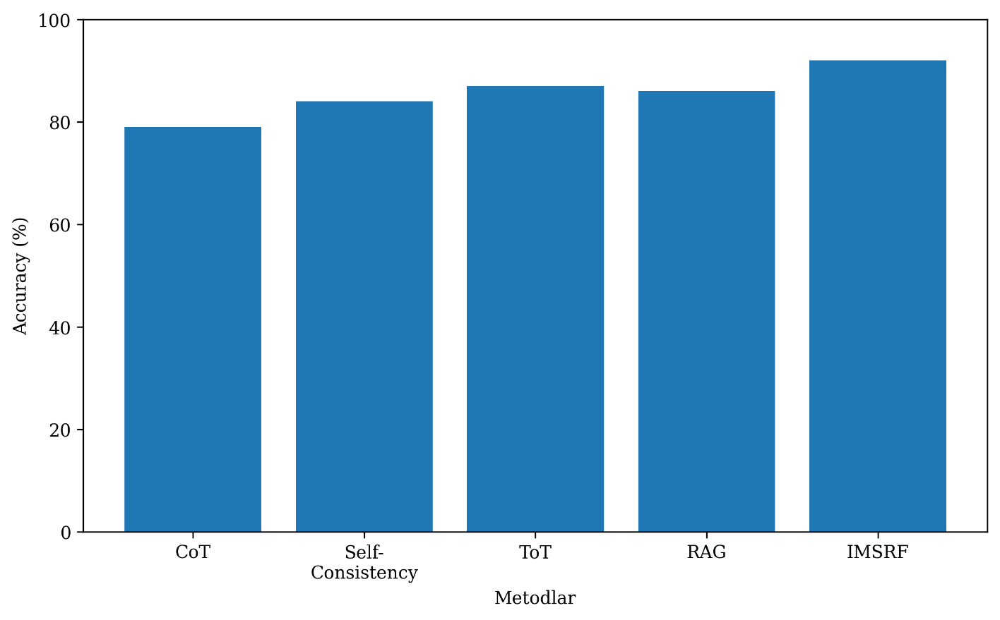 Accuracy (%)
100
80
60
40
20
0
CoT
Self-
Consistency
ToT
RAG
IMSRF
Metodlar